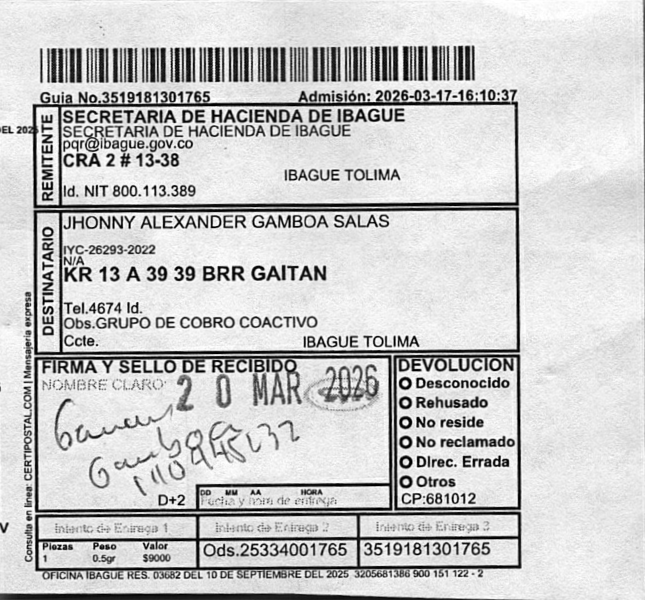 Guia No.3519181301765 Admisión: 2026-03-17-16:10:37
DEL 2025
REMITENTE
SECRETARIA DE HACIENDA DE IBAGUE
SECRETARIA DE HACIENDA DE IBAGUE
pqr@ibague.gov.co
CRA 2 # 13-38
IBAGUE TOLIMA
Id. NIT 800.113.389
DESTINATARIO
JHONNY ALEXANDER GAMBOA SALAS
IYC-26293-2022
N/A
KR 13 A 39 39 BRR GAITAN
Tel.4674 Id.
Obs.GRUPO DE COBRO COACTIVO
Ccte. IBAGUE TOLIMA
FIRMA Y SELLO DE RECIBIDO
NOMBRE CLARO:
20 MAR 2026
Gamboa
D+2
DD MM AA HORA
Fecha y hora de entrega
DEVOLUCION
Desconocido
Rehusado
No reside
No reclamado
Direc. Errada
Otros
CP:681012
Intento de Entrega 1 Intento de Entrega 2 Intento de Entrega 3
Piezas Peso Valor
1 0.5gr $9000
Ods.25334001765 3519181301765
OFICINA IBAGUE RES. 03682 DEL 10 DE SEPTIEMBRE DEL 2025 3205681386 900 151 122 - 2
Consulta en linea: CERTIPOSTAL.COM | Mensajeria expresa